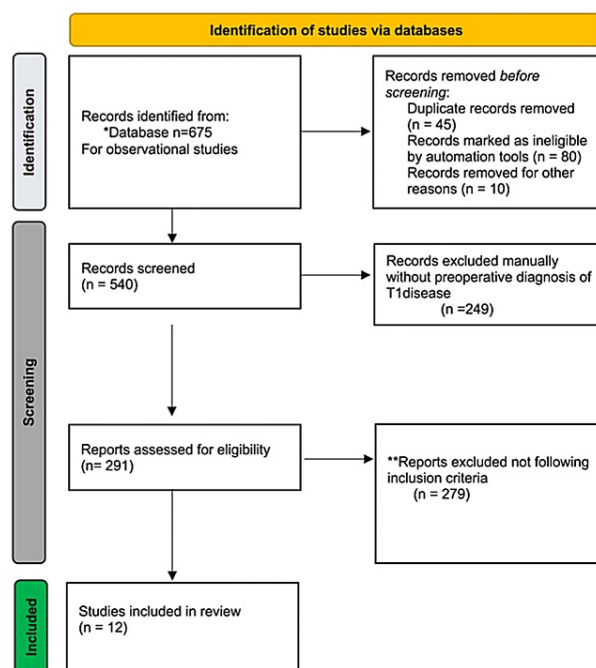 Identification of studies via databases
Identification
Records identified from:
*Database n=675
For observational studies
Records removed before
screening:
Duplicate records removed
(n = 45)
Records marked as ineligible
by automation tools (n = 80)
Records removed for other
reasons (n = 10)
Screening
Records screened
(n = 540)
Records excluded manually
without preoperative diagnosis of
T1disease
(n =249)
Reports assessed for eligibility
(n= 291)
**Reports excluded not following
inclusion criteria
(n = 279)
Included
Studies included in review
(n = 12)